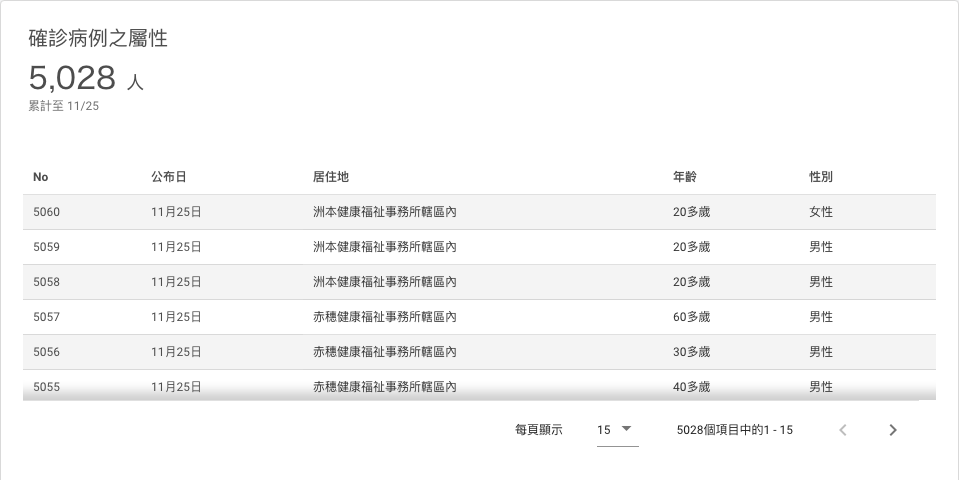 確診病例之屬性
5,028 人
累計至 11/25
No 公布日 居住地 年齡 性別
5060 11月25日 洲本健康福祉事務所轄區內 20多歲 女性
5059 11月25日 洲本健康福祉事務所轄區內 20多歲 男性
5058 11月25日 洲本健康福祉事務所轄區內 20多歲 男性
5057 11月25日 赤穗健康福祉事務所轄區內 60多歲 男性
5056 11月25日 赤穗健康福祉事務所轄區內 30多歲 男性
5055 11月25日 赤穗健康福祉事務所轄區內 40多歲 男性
每頁顯示 15 5028個項目中的1 - 15